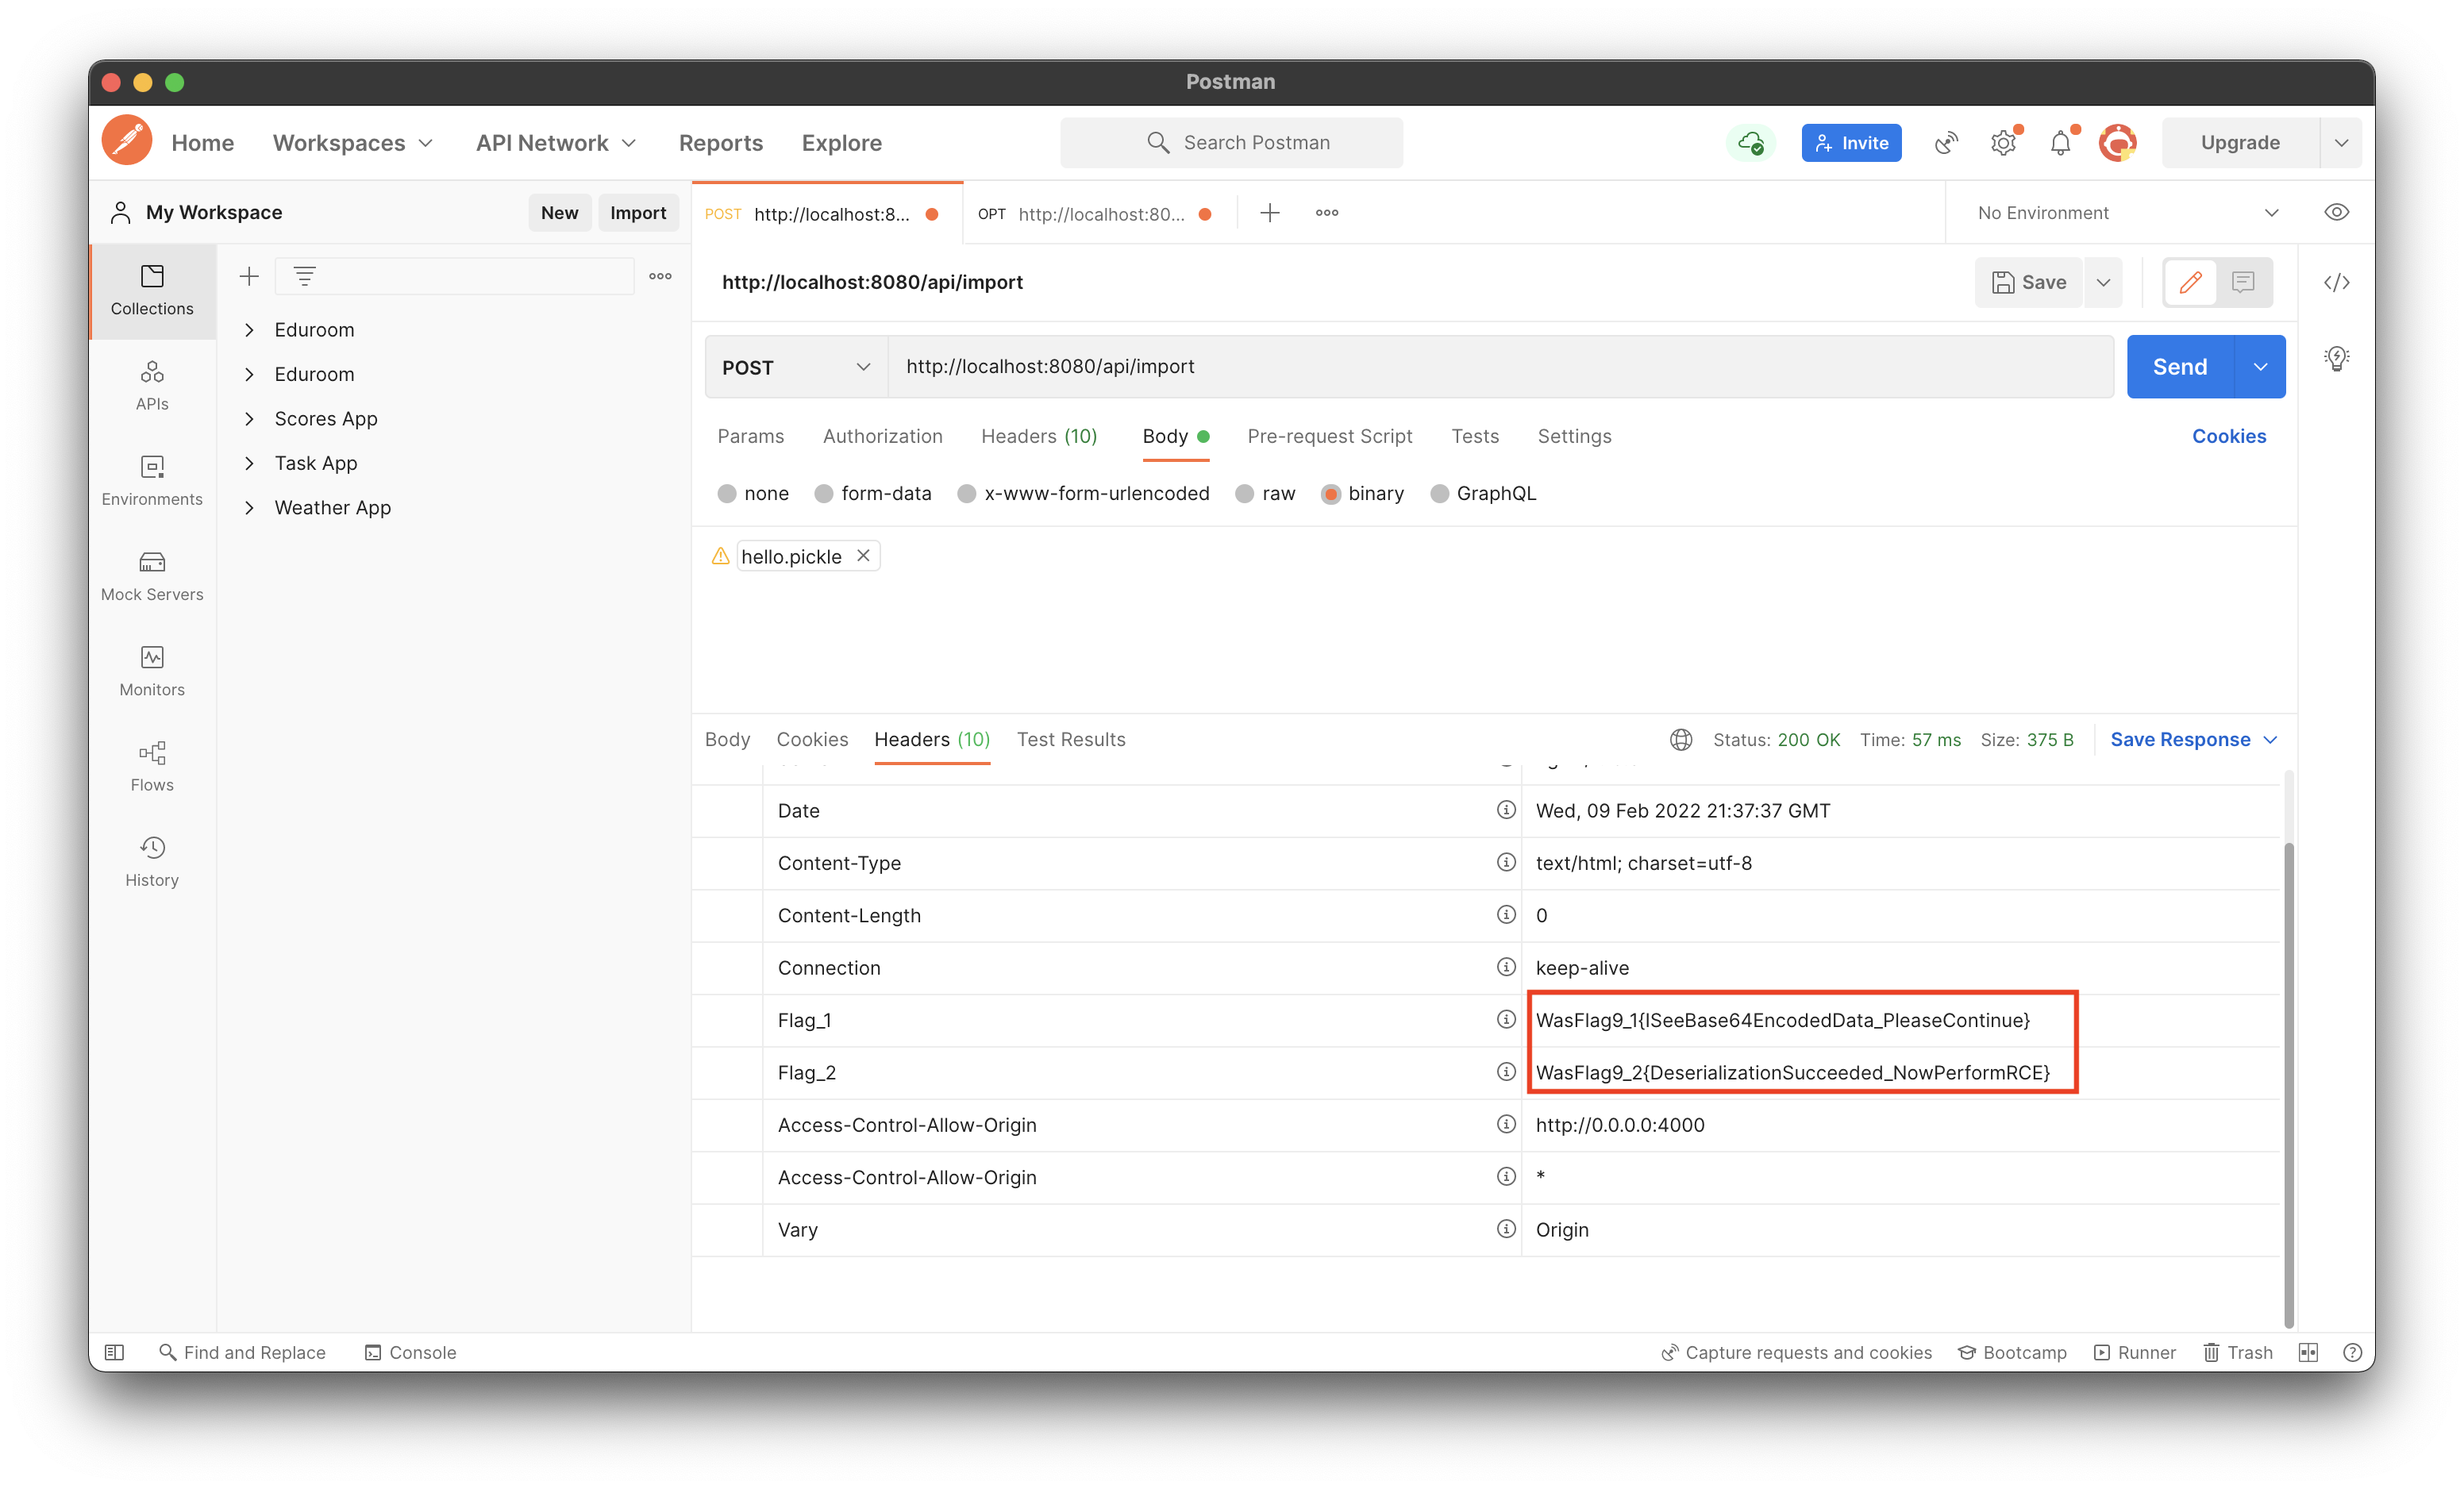 Postman
Home Workspaces API Network Reports Explore Search Postman Invite Upgrade
My Workspace New Import POST http://localhost:8... OPT http://localhost:80... No Environment
Collections
APIs
Environments
Mock Servers
Monitors
Flows
History
Eduroom
Eduroom
Scores App
Task App
Weather App
http://localhost:8080/api/import Save
POST http://localhost:8080/api/import Send
Params Authorization Headers (10) Body Pre-request Script Tests Settings Cookies
none form-data x-www-form-urlencoded raw binary GraphQL
hello.pickle
Body Cookies Headers (10) Test Results Status: 200 OK Time: 57 ms Size: 375 B Save Response
Date Wed, 09 Feb 2022 21:37:37 GMT
Content-Type text/html; charset=utf-8
Content-Length 0
Connection keep-alive
Flag_1 WasFlag9_1{ISeeBase64EncodedData_PleaseContinue}
Flag_2 WasFlag9_2{DeserializationSucceeded_NowPerformRCE}
Access-Control-Allow-Origin http://0.0.0.0:4000
Access-Control-Allow-Origin *
Vary Origin
Find and Replace Console Capture requests and cookies Bootcamp Runner Trash